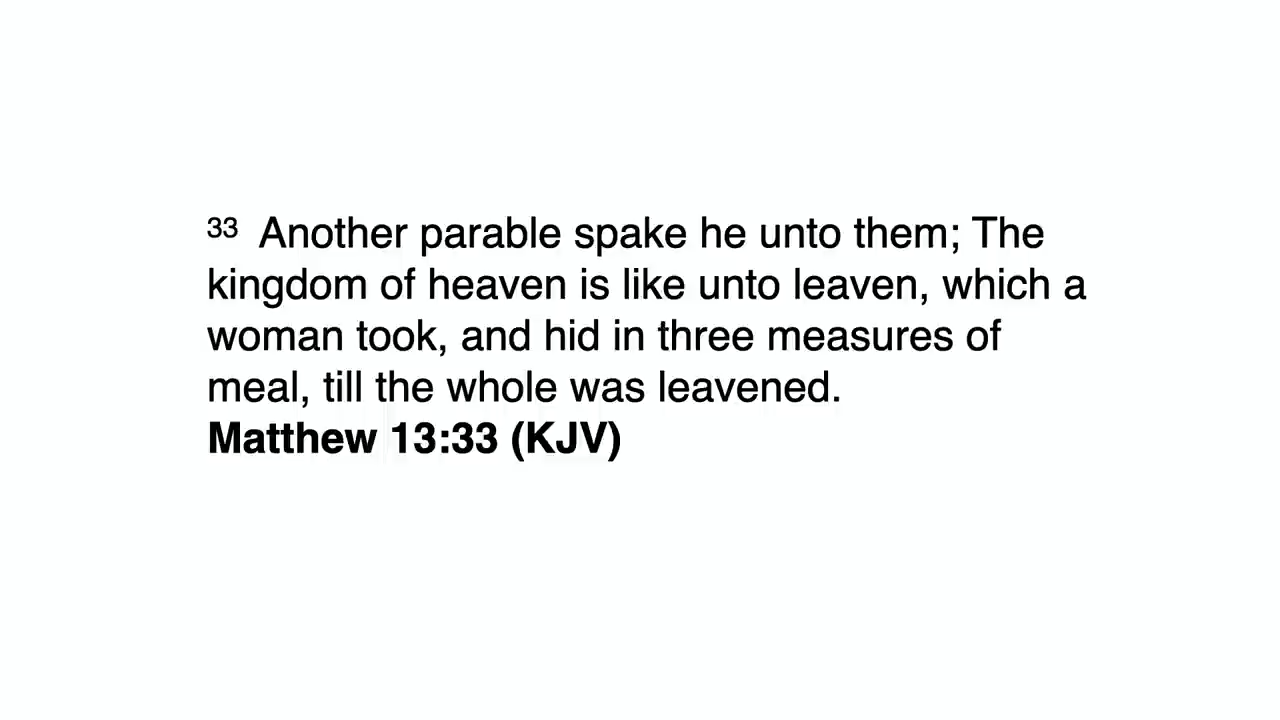 33 Another parable spake he unto them; The
kingdom of heaven is like unto leaven, which a
woman took, and hid in three measures of
meal, till the whole was leavened.
Matthew 13:33 (KJV)